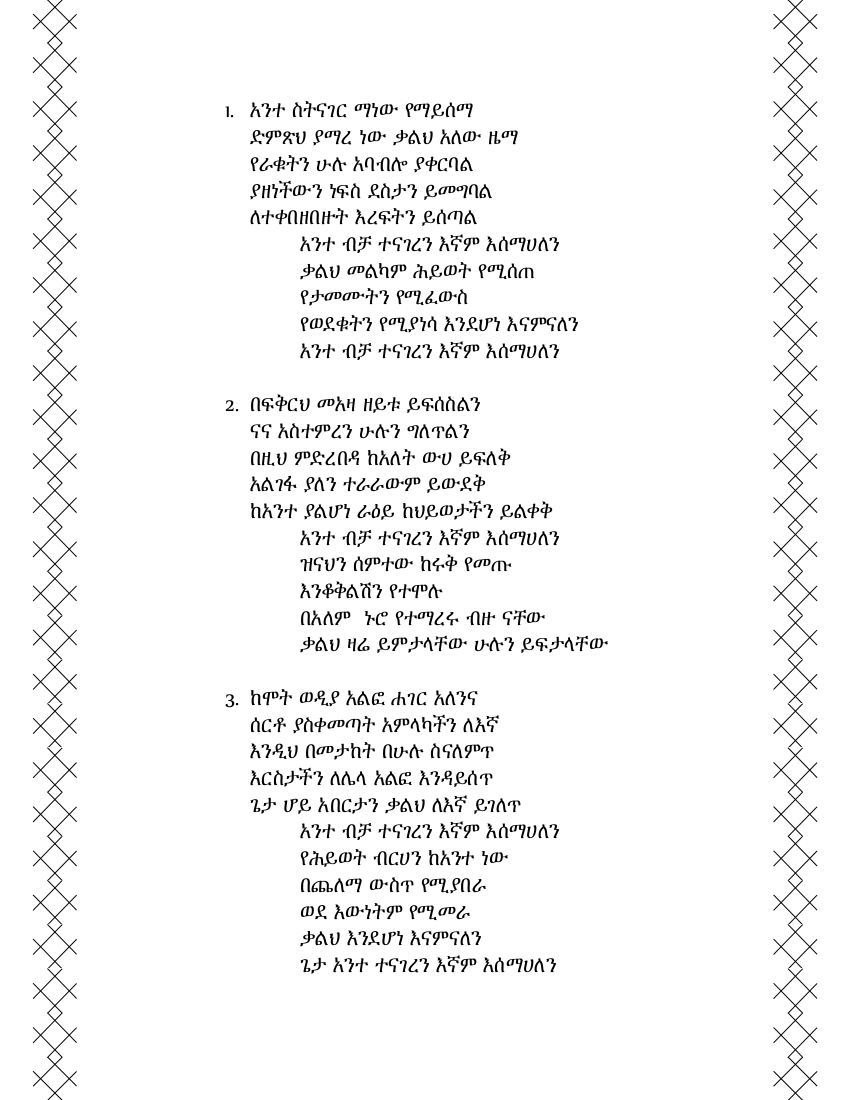 1. አንተ ስትናገር ማነው የማይሰማ
ድምጽህ ያማረ ነው ቃልህ አለው ዜማ
የራቁትን ሁሉ አባብሎ ያቀርባል
ያዘነችውን ነፍስ ደስታን ይመግባል
ለተቀበዘበዙት እረፍትን ይሰጣል
አንተ ብቻ ተናገረን እኛም እሰማሀለን
ቃልህ መልካም ሕይወት የሚሰጠ
የታመሙትን የሚፈውስ
የወደቁትን የሚያነሳ እንደሆነ እናምናለን
አንተ ብቻ ተናገረን እኛም እሰማሀለን
2. በፍቅርህ መአዛ ዘይቱ ይፍሰስልን
ናና አስተምረን ሁሉን ግለጥልን
በዚህ ምድረበዳ ከአለት ውሀ ይፍለቅ
አልገፋ ያለን ተራራውም ይውደቅ
ከአንተ ያልሆነ ራዕይ ከህይወታችን ይልቀቅ
አንተ ብቻ ተናገረን እኛም እሰማሀለን
ዝናህን ሰምተው ከሩቅ የመጡ
እንቆቅልሽን የተሞሉ
በአለም ኑሮ የተማረሩ ብዙ ናቸው
ቃልህ ዛሬ ይምታላቸው ሁሉን ይፍታላቸው
3. ከሞት ወዲያ አልፎ ሐገር አለንና
ሰርቶ ያስቀመጣት አምላካችን ለእኛ
እንዲህ በመታከት በሁሉ ስናለምጥ
እርስታችን ለሌላ አልፎ እንዳይሰጥ
ጌታ ሆይ አበርታን ቃልህ ለእኛ ይገለጥ
አንተ ብቻ ተናገረን እኛም እሰማሀለን
የሕይወት ብርሀን ከአንተ ነው
በጨለማ ውስጥ የሚያበራ
ወደ እውነትም የሚመራ
ቃልህ እንደሆነ እናምናለን
ጌታ አንተ ተናገረን እኛም እሰማሀለን